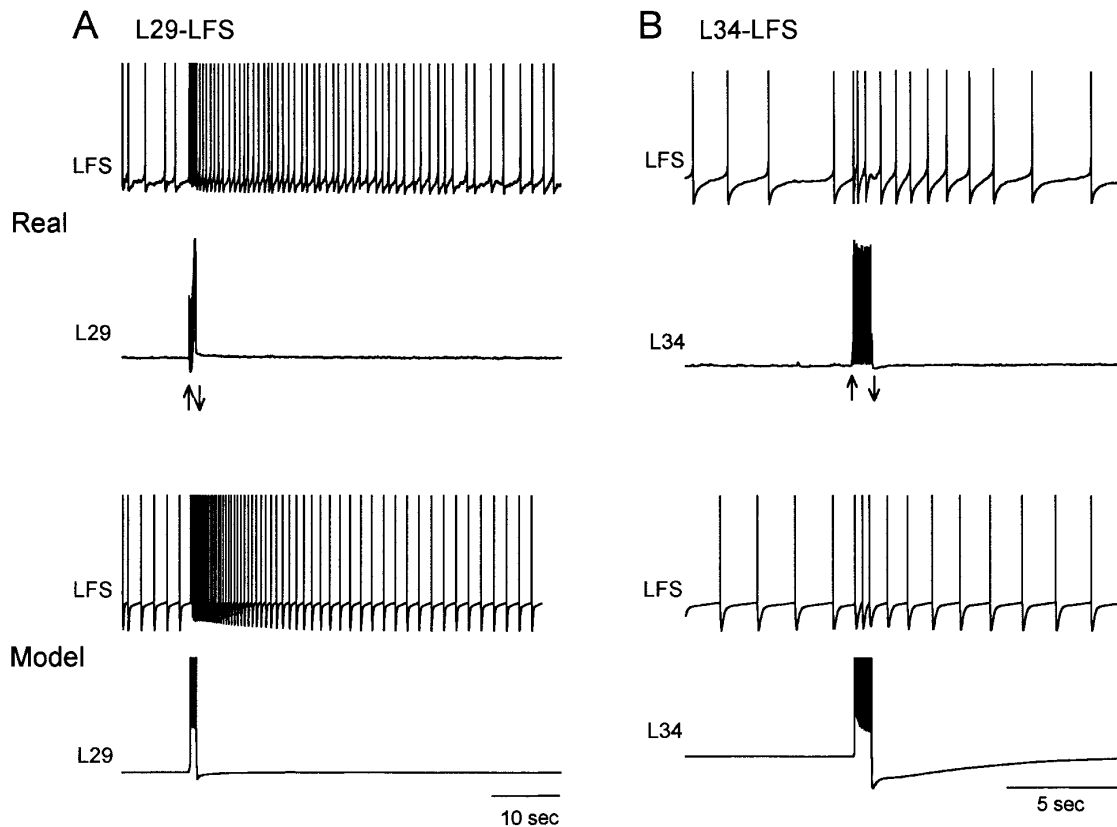 A L29-LFS
B L34-LFS
LFS
Real
L29
LFS
L34
LFS
Model
L29
10 sec
LFS
L34
5 sec